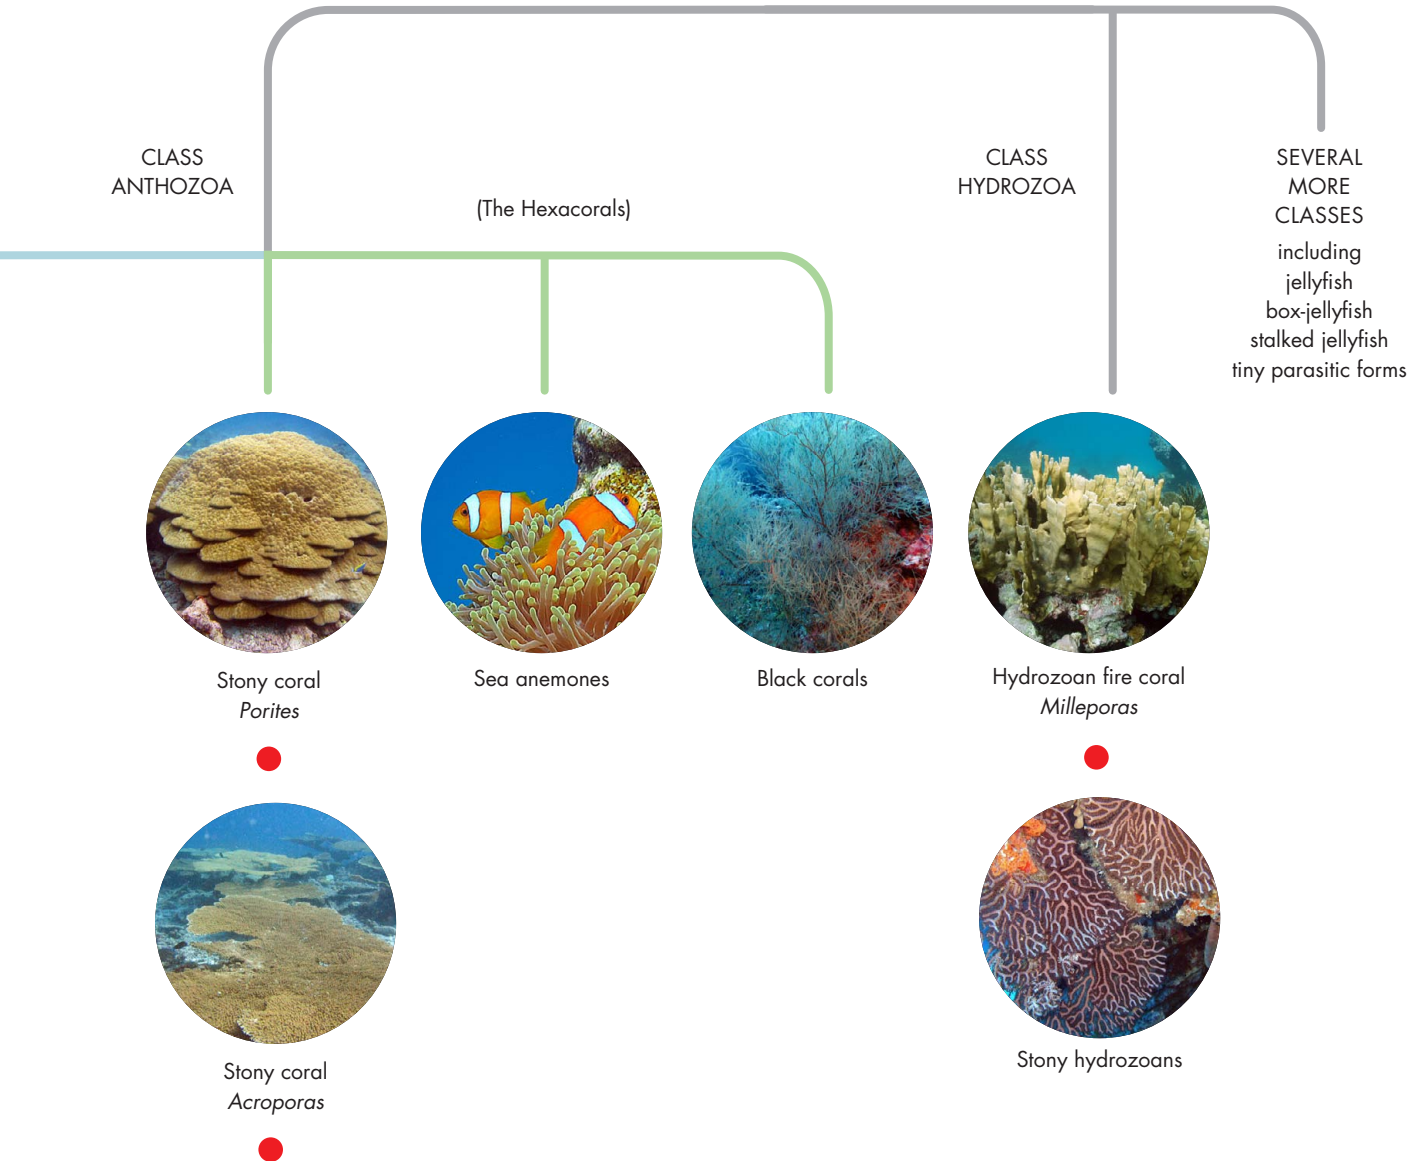 CLASS
ANTHOZOA
(The Hexacorals)
CLASS
HYDROZOA
SEVERAL
MORE
CLASSES
including
jellyfish
box-jellyfish
stalked jellyfish
tiny parasitic forms
Stony coral
Porites
Sea anemones
Black corals
Hydrozoan fire coral
Milleporas
Stony coral
Acroporas
Stony hydrozoans